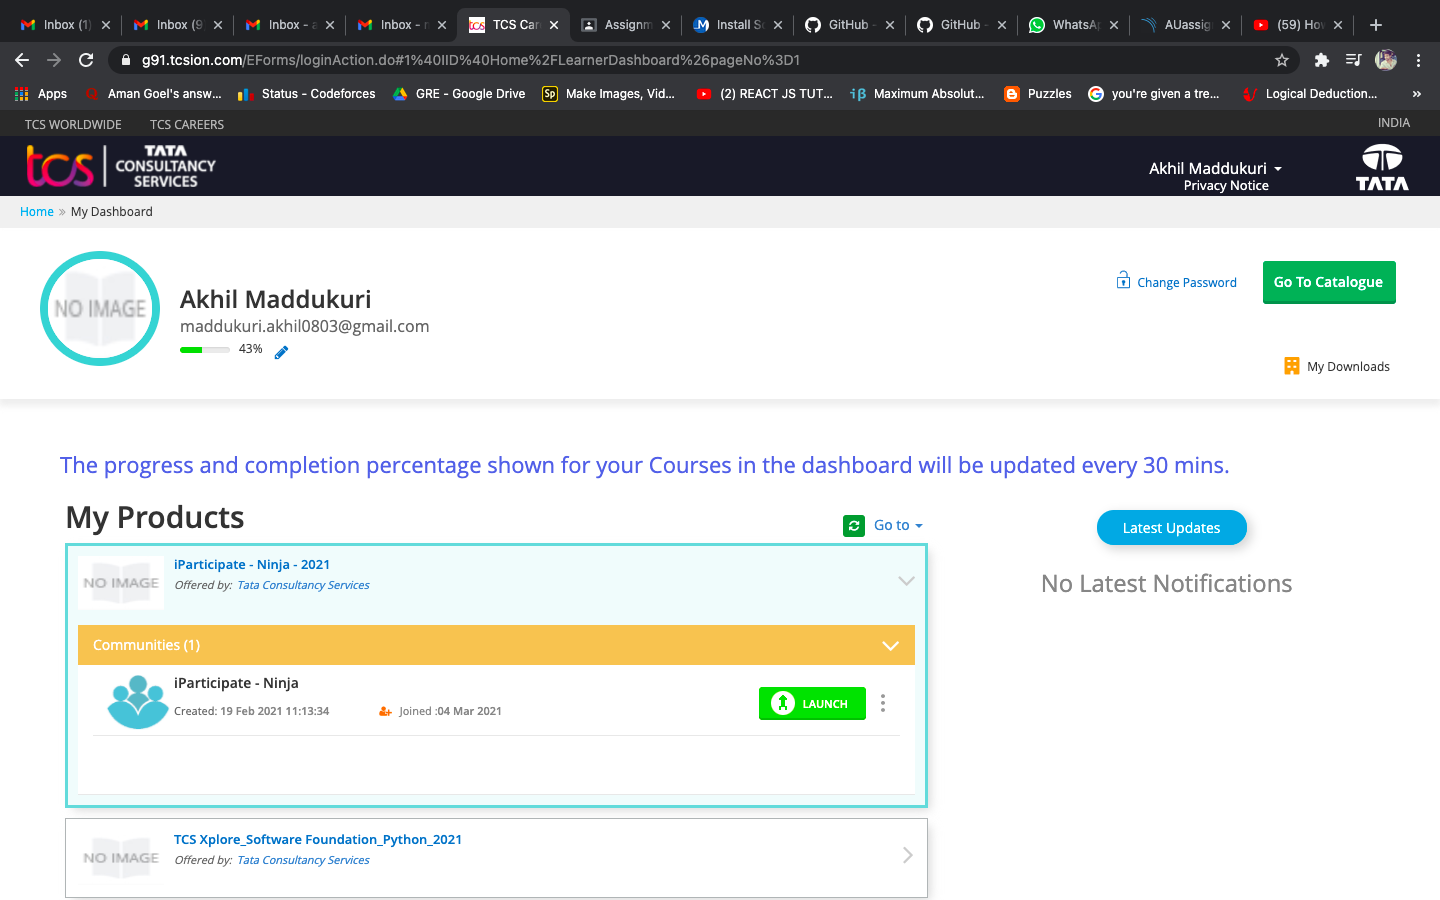 Inbox (1)
Inbox (9
Inbox - a
Inbox - r
TCS Car
Assignm
Install Sc
GitHub -
GitHub -
WhatsAp
AUassig
(59) How
g91.tcsion.com/EForms/loginAction.do#1%40IID%40Home%2FLearnerDashboard%26pageNo%3D1
Apps
Aman Goel's answ...
Status - Codeforces
GRE - Google Drive
Sp
Make Images, Vid...
(2) REACT JS TUT...
Maximum Absolut...
Puzzles
you're given a tre...
Logical Deduction...
»
TCS WORLDWIDE
TCS CAREERS
INDIA
tcs
TATA
CONSULTANCY
SERVICES
Akhil Maddukuri
Privacy Notice
TATA
Home » My Dashboard
NO IMAGE
Akhil Maddukuri
maddukuri.akhil0803@gmail.com
43%
Change Password
Go To Catalogue
My Downloads
The progress and completion percentage shown for your Courses in the dashboard will be updated every 30 mins.
My Products
Go to
Latest Updates
No Latest Notifications
NO IMAGE
iParticipate - Ninja - 2021
Offered by: Tata Consultancy Services
Communities (1)
iParticipate - Ninja
Created: 19 Feb 2021 11:13:34
Joined :04 Mar 2021
LAUNCH
NO IMAGE
TCS Xplore_Software Foundation_Python_2021
Offered by: Tata Consultancy Services